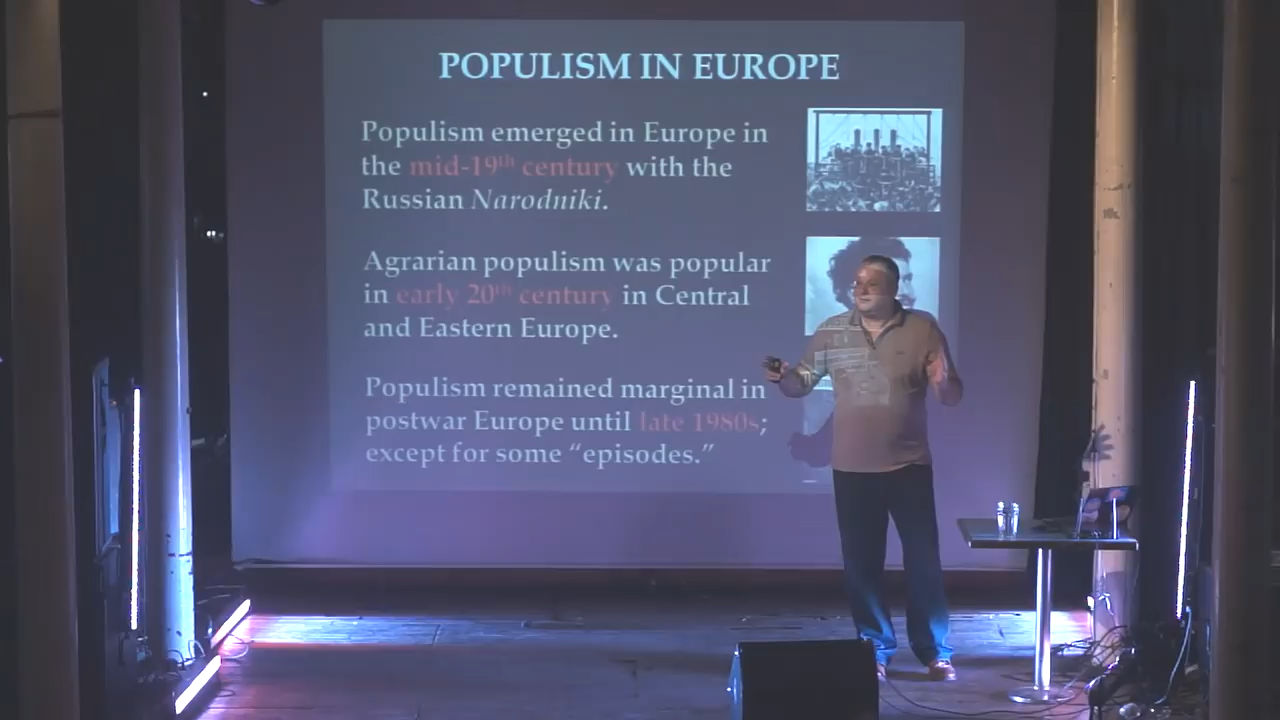 POPULISM IN EUROPE
Populism emerged in Europe in
the mid-19th century with the
Russian Narodniki.
Agrarian populism was popular
in early 20th century in Central
and Eastern Europe.
Populism remained marginal in
postwar Europe until late 1980s;
except for some “episodes.”